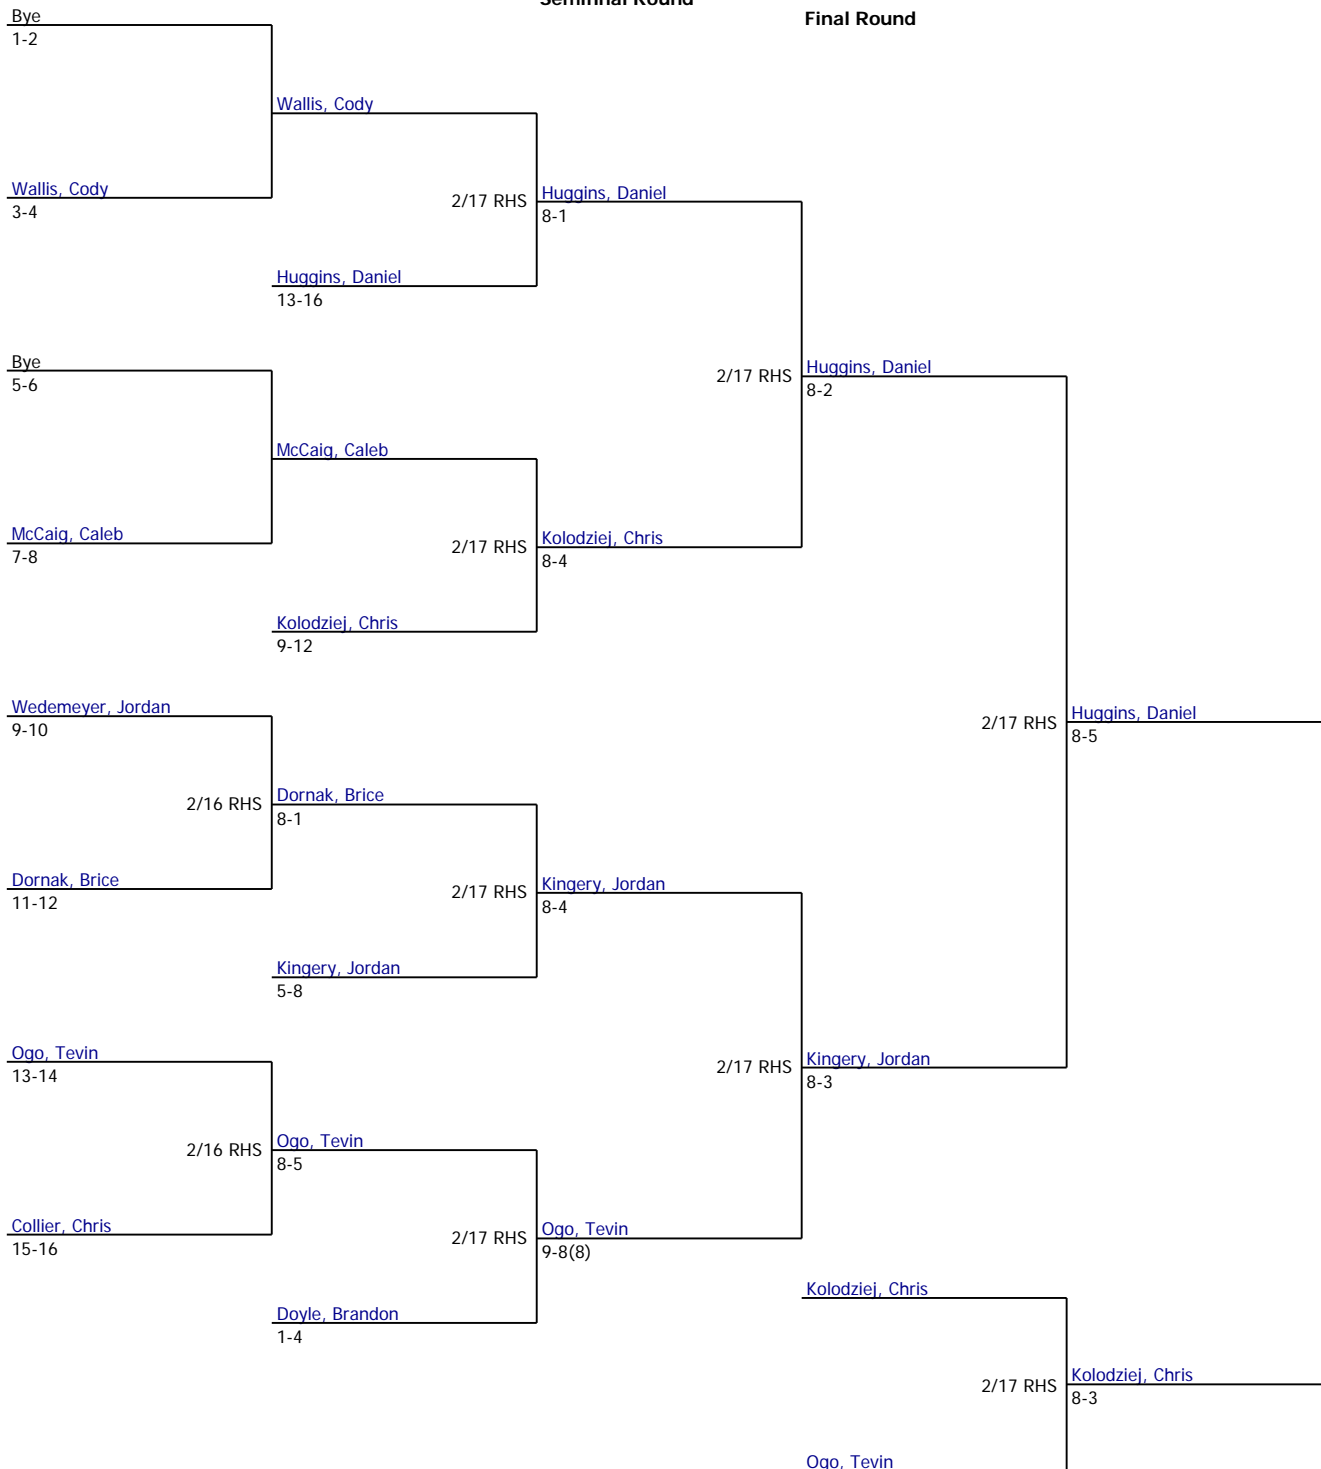 Semifinal Round
Final Round
Bye
1-2
Wallis, Cody
Wallis, Cody
3-4
2/17 RHS
Huggins, Daniel
8-1
Huggins, Daniel
13-16
Bye
5-6
2/17 RHS
Huggins, Daniel
8-2
McCaig, Caleb
McCaig, Caleb
7-8
2/17 RHS
Kolodziej, Chris
8-4
Kolodziej, Chris
9-12
Wedemeyer, Jordan
9-10
2/17 RHS
Huggins, Daniel
8-5
2/16 RHS
Dornak, Brice
8-1
Dornak, Brice
11-12
2/17 RHS
Kingery, Jordan
8-4
Kingery, Jordan
5-8
Ogo, Tevin
13-14
2/17 RHS
Kingery, Jordan
8-3
2/16 RHS
Ogo, Tevin
8-5
Collier, Chris
15-16
2/17 RHS
Ogo, Tevin
9-8(8)
Kolodziej, Chris
Doyle, Brandon
1-4
2/17 RHS
Kolodziej, Chris
8-3
Ogo, Tevin